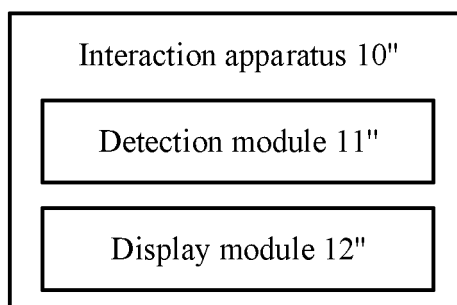 Interaction apparatus 10"
Detection module 11"
Display module 12"